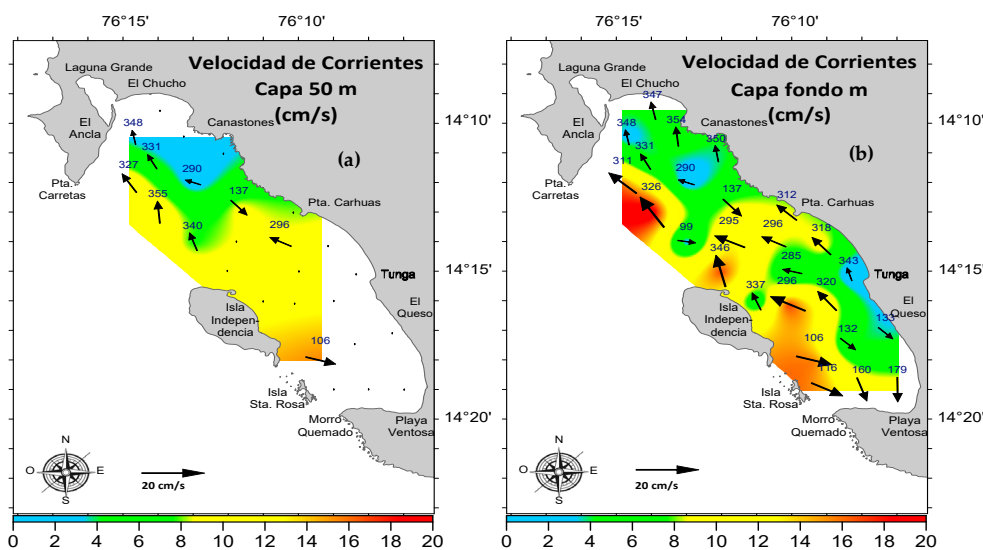 76°15'
76°10'
Laguna Grande
El Chucho
El
Ancla
Canastones
Pta.
Carretas
Pta. Carhuas
Tunga
El
Queso
Isla
Indepen-
dencia
Isla
Sta. Rosa
Morro
Quemado
Playa
Ventosa
Velocidad de Corrientes
Capa 50 m
(cm/s)
(a)
348
331
327
290
355
137
340
296
106
N
O
E
S
20 cm/s
0 2 4 6 8 10 12 14 16 18 20
14°10'
14°15'
14°20'
76°15'
76°10'
Laguna Grande
El Chucho
El
Ancla
Canastones
Pta.
Carretas
Pta. Carhuas
Tunga
El
Queso
Isla
Indepen-
dencia
Isla
Sta. Rosa
Morro
Quemado
Playa
Ventosa
Velocidad de Corrientes
Capa fondo m
(cm/s)
(b)
347
348
354
350
331
311
290
326
137
312
99
295
296
318
346
285
343
337
296
320
133
106
132
116
160
179
N
O
E
S
20 cm/s
0 2 4 6 8 10 12 14 16 18 20
14°10'
14°15'
14°20'